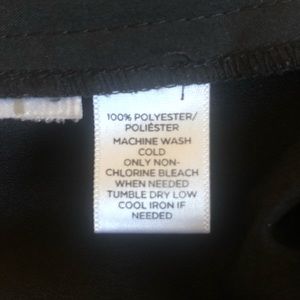 100% POLYESTER/
POLIÉSTER
MACHINE WASH
COLD
ONLY NON-
CHLORINE BLEACH
WHEN NEEDED
TUMBLE DRY LOW
COOL IRON IF
NEEDED